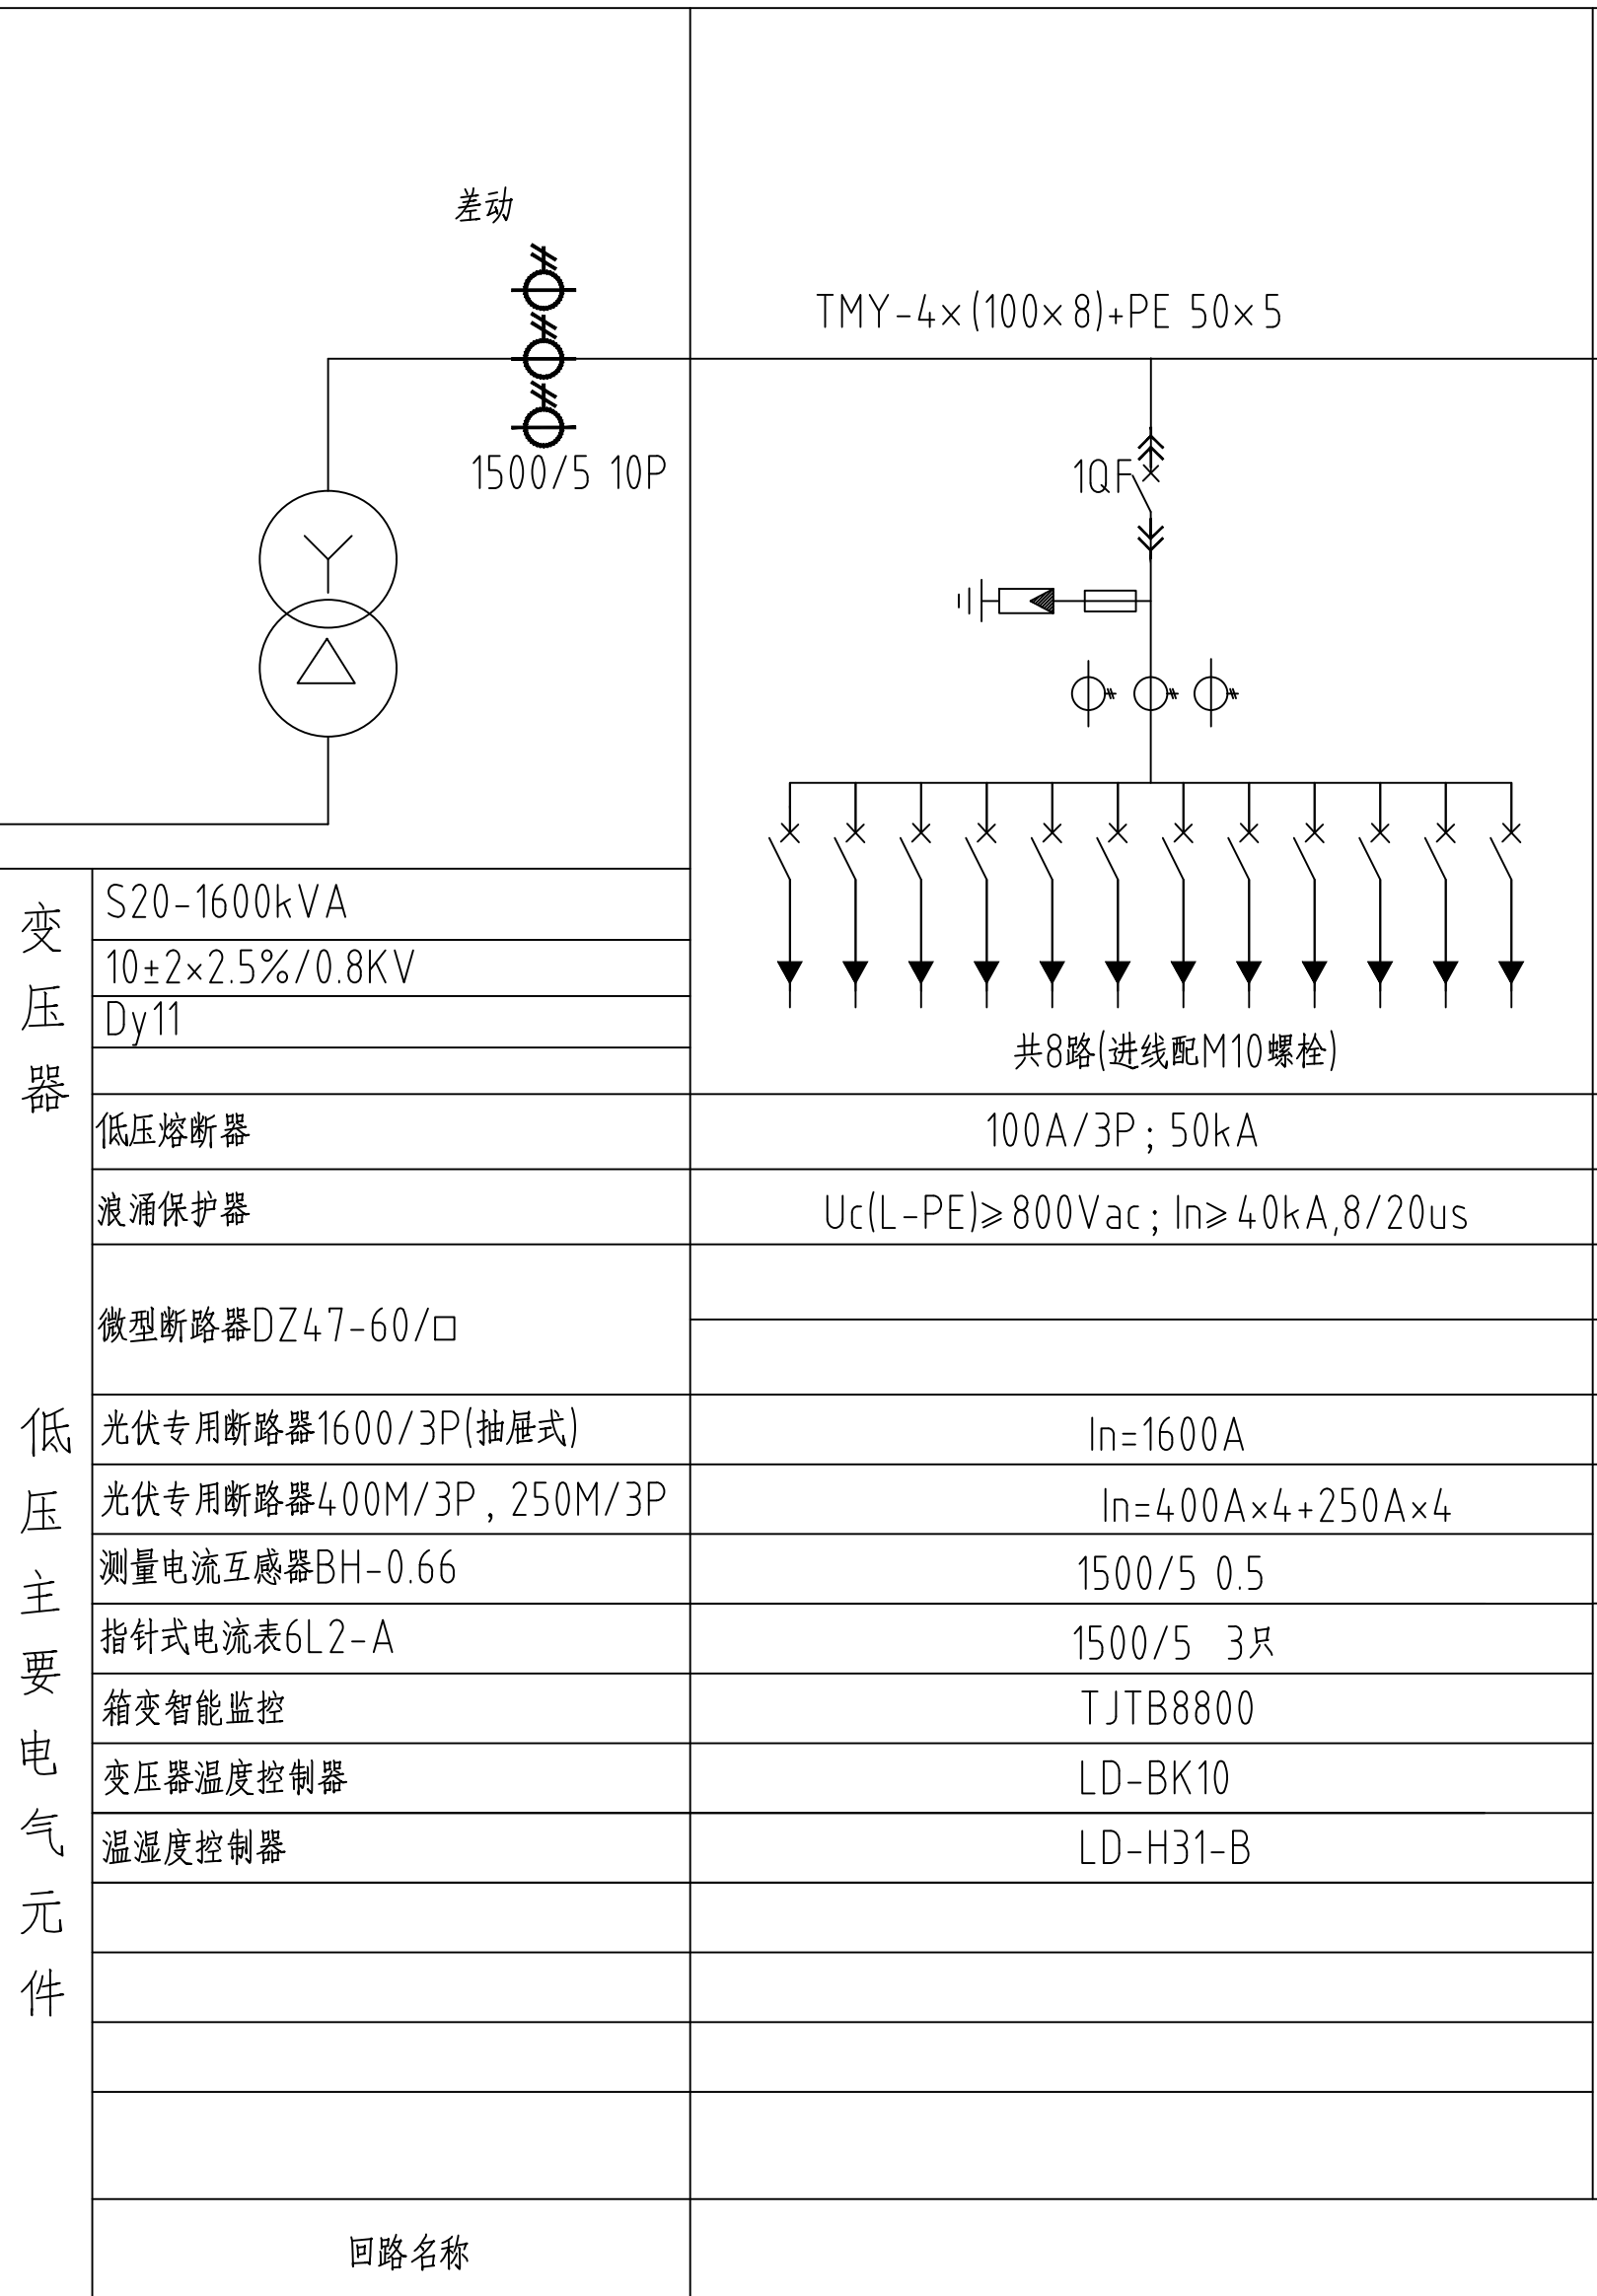 差动
TMY-4×(100×8)+PE 50×5
1500/5 10P
1QF
变压器
S20-1600kVA
10±2×2.5%/0.8KV
Dy11
共8路(进线配M10螺栓)
低压主要电气元件
低压熔断器 100A/3P; 50kA
浪涌保护器 Uc(L-PE)≥800Vac; In≥40kA,8/20us
微型断路器DZ47-60/□
光伏专用断路器1600/3P(抽屉式) In=1600A
光伏专用断路器400M/3P, 250M/3P In=400A×4+250A×4
测量电流互感器BH-0.66 1500/5 0.5
指针式电流表6L2-A 1500/5 3只
箱变智能监控 TJTB8800
变压器温度控制器 LD-BK10
温湿度控制器 LD-H31-B
回路名称